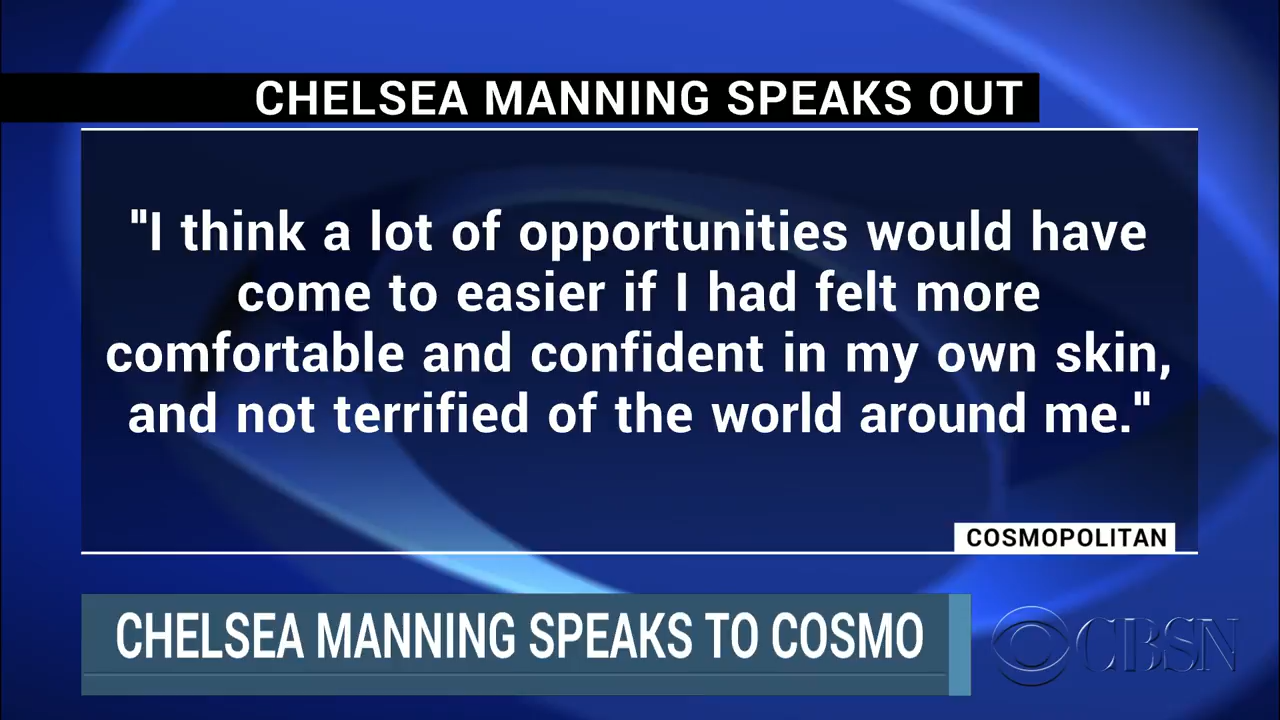 CHELSEA MANNING SPEAKS OUT
"I think a lot of opportunities would have
come to easier if I had felt more
comfortable and confident in my own skin,
and not terrified of the world around me."
COSMOPOLITAN
CHELSEA MANNING SPEAKS TO COSMO
CBSN